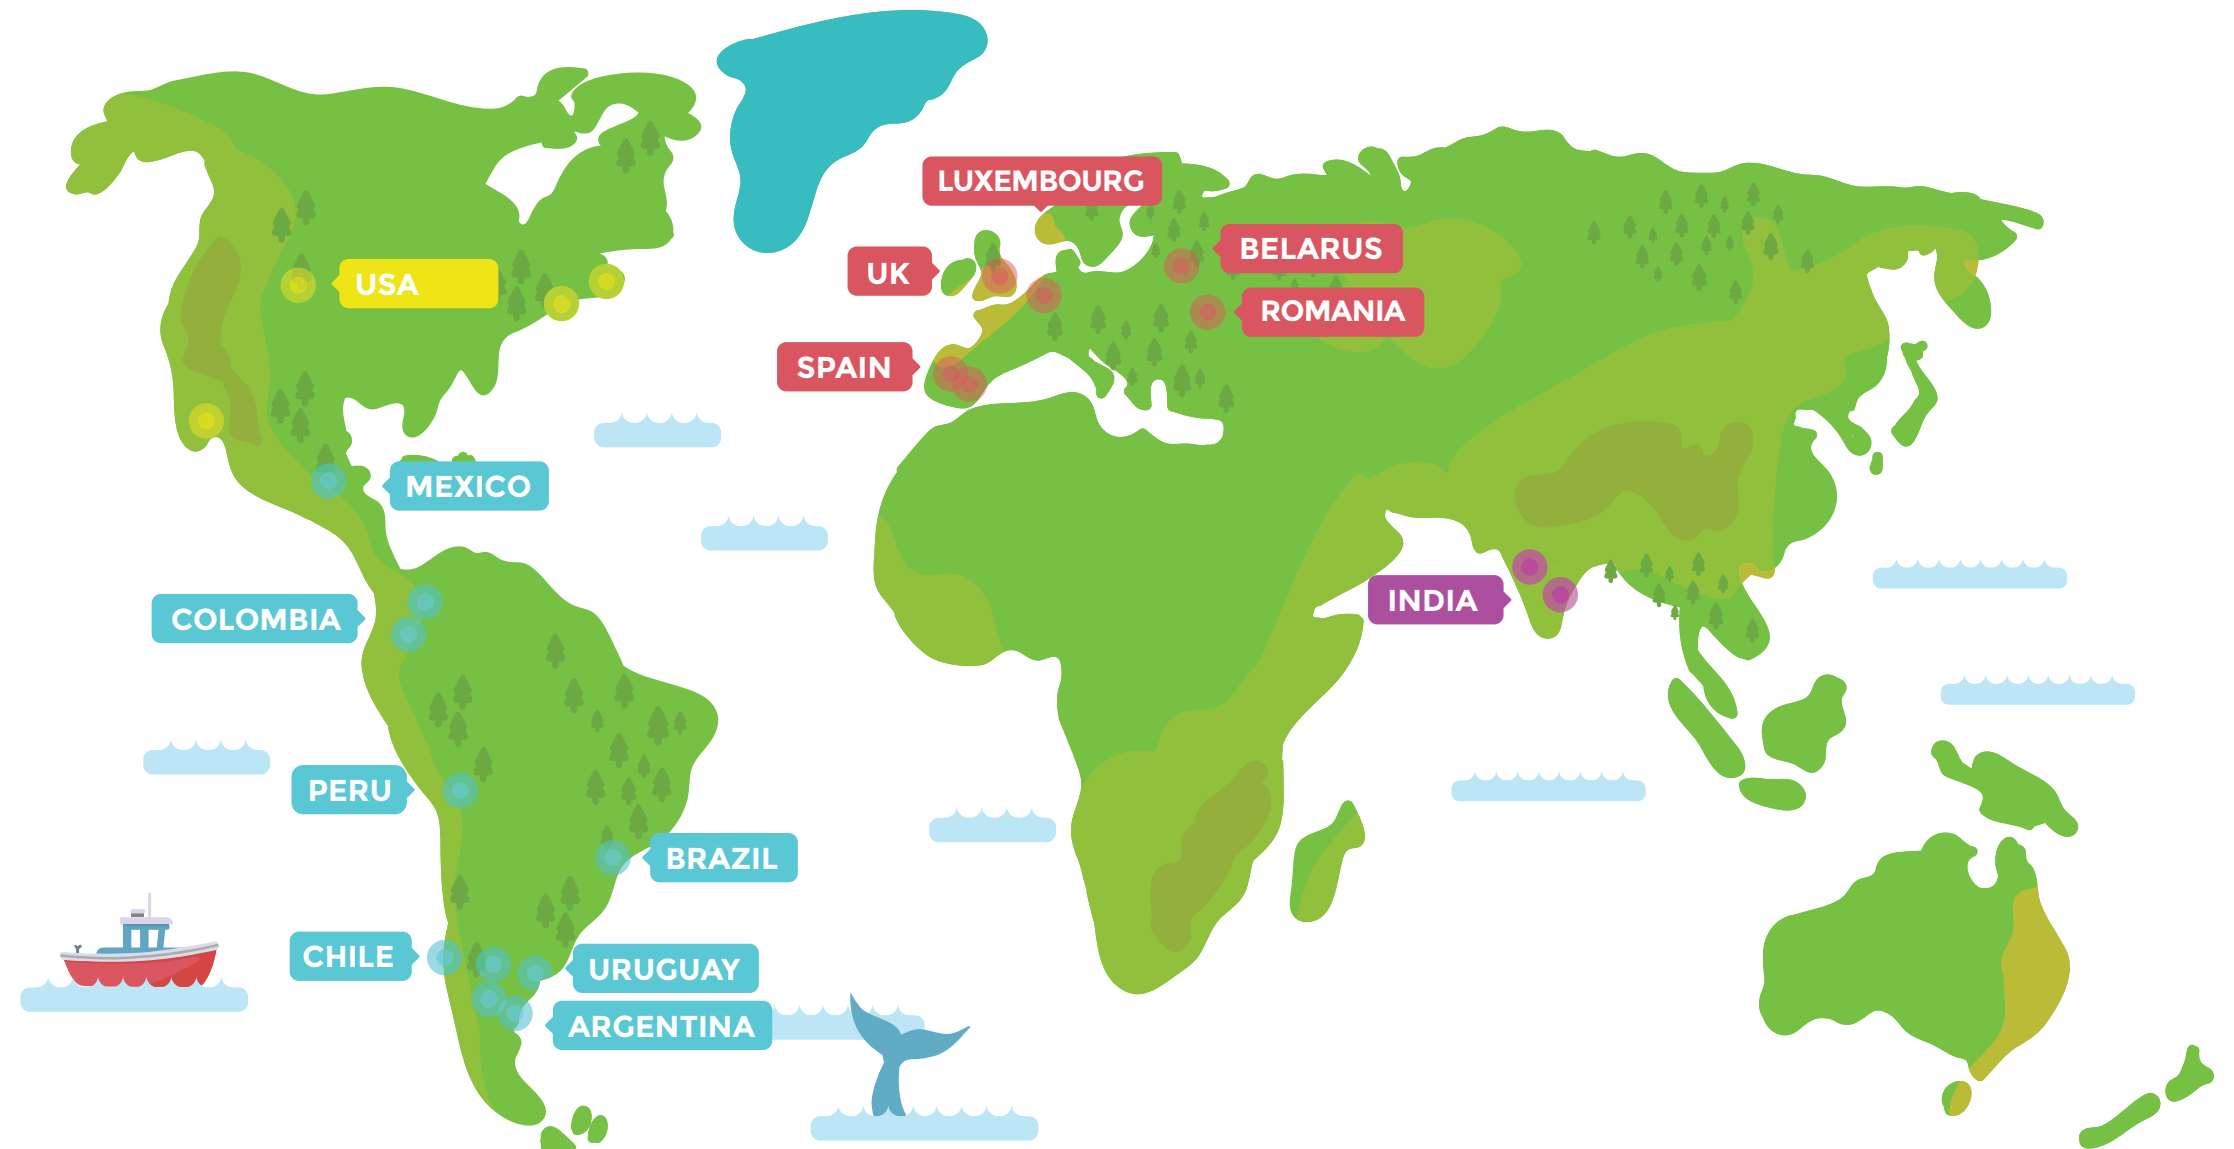 LUXEMBOURG
BELARUS
UK
USA
ROMANIA
SPAIN
MEXICO
INDIA
COLOMBIA
PERU
BRAZIL
CHILE
URUGUAY
ARGENTINA